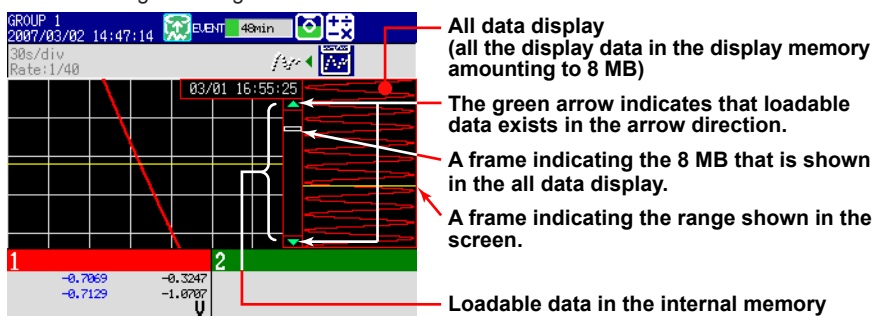 GROUP 1
2007/03/02 14:47:14
EVENT
48min
30s/div
Rate:1/40
03/01 16:55:25
1
2
-0.7069
-0.3247
-0.7129
-1.0707
V
All data display
(all the display data in the display memory
amounting to 8 MB)
The green arrow indicates that loadable
data exists in the arrow direction.
A frame indicating the 8 MB that is shown
in the all data display.
A frame indicating the range shown in the
screen.
Loadable data in the internal memory